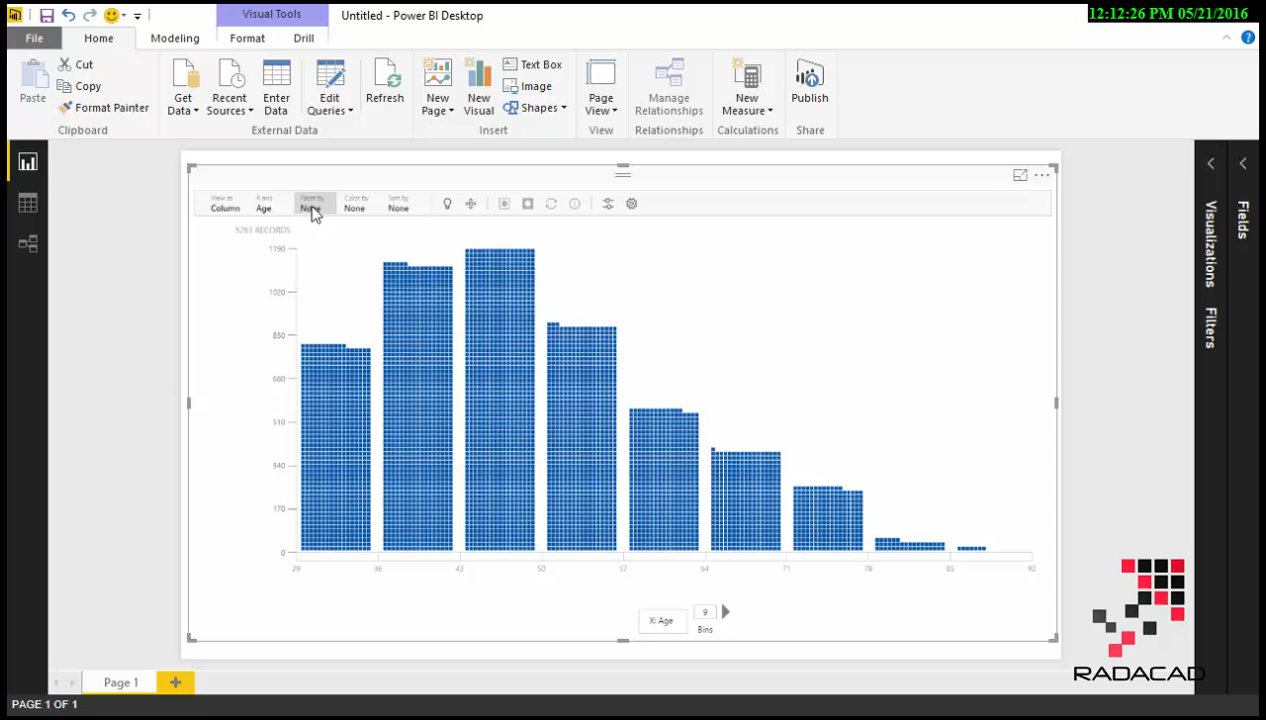 Visual Tools
Untitled - Power BI Desktop
12:12:26 PM 05/21/2016
File
Home
Modeling
Format
Drill
Paste
Cut
Copy
Format Painter
Clipboard
Get Data
Recent Sources
Enter Data
Edit Queries
External Data
Refresh
New Page
New Visual
Text Box
Image
Shapes
Insert
Page View
View
Manage Relationships
Relationships
New Measure
Calculations
Publish
Share
View as
Column
X axis
Age
Facet by
None
Color by
None
Sort by
None
5261 RECORDS
1190
1020
850
680
510
340
170
0
29
36
43
50
57
64
71
78
85
92
X: Age
9
Bins
Visualizations
Filters
Fields
RADACAD
Page 1
PAGE 1 OF 1